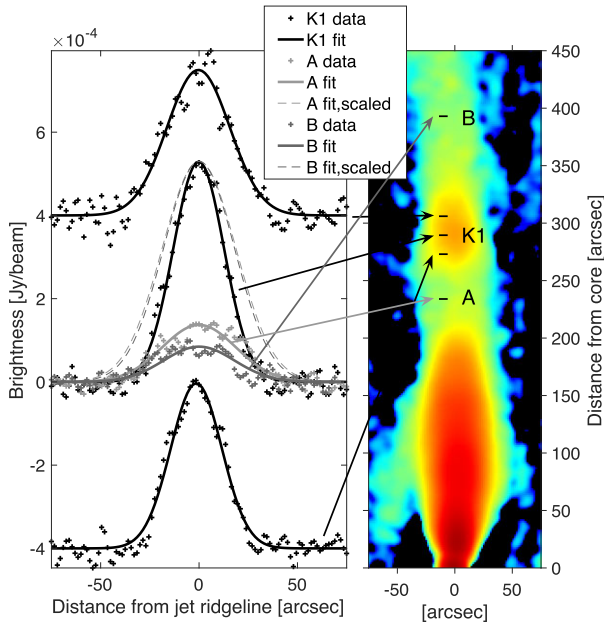 ×10⁻⁴
K1 data
K1 fit
A data
A fit
A fit,scaled
B data
B fit
B fit,scaled
6
4
2
0
-2
-4
Brightness [Jy/beam]
-50
0
50
Distance from jet ridgeline [arcsec]
B
K1
A
450
400
350
300
250
200
150
100
50
0
Distance from core [arcsec]
-50
0
50
[arcsec]